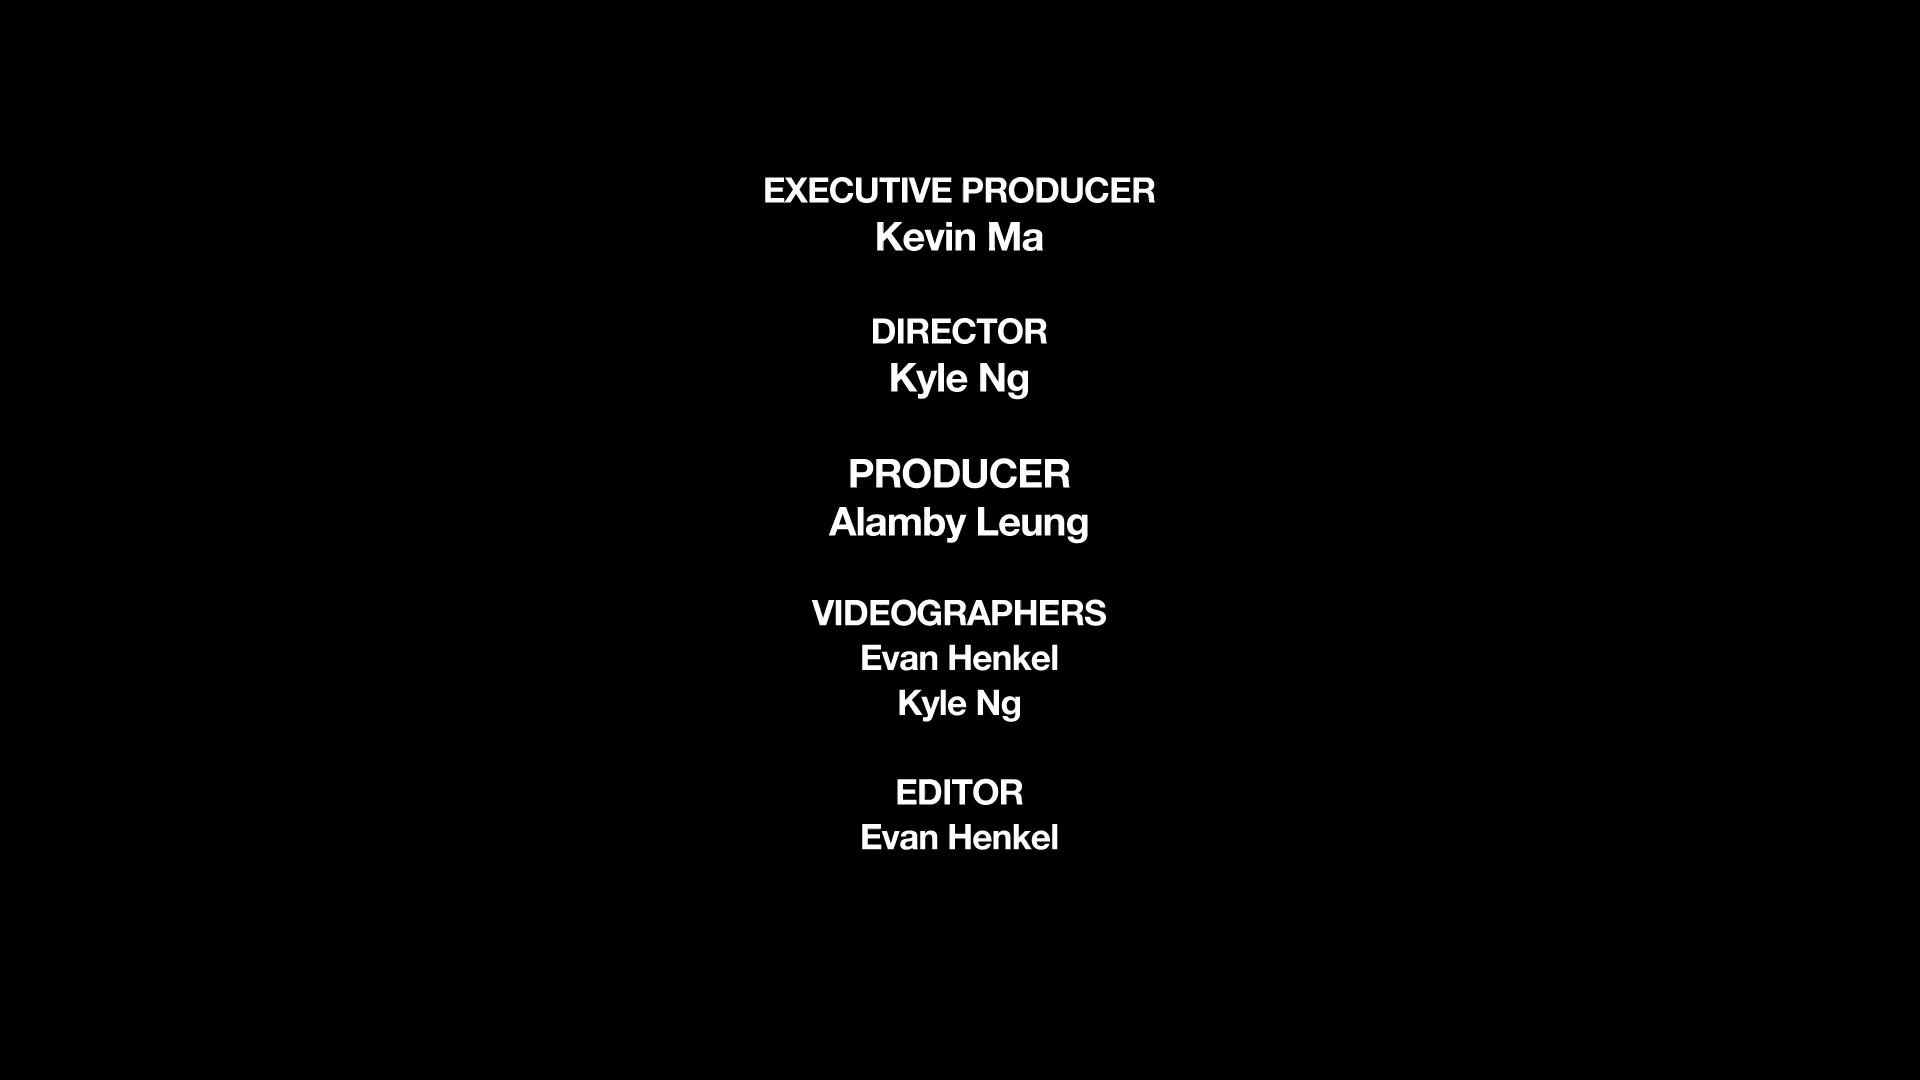 EXECUTIVE PRODUCER
Kevin Ma
DIRECTOR
Kyle Ng
PRODUCER
Alamby Leung
VIDEOGRAPHERS
Evan Henkel
Kyle Ng
EDITOR
Evan Henkel